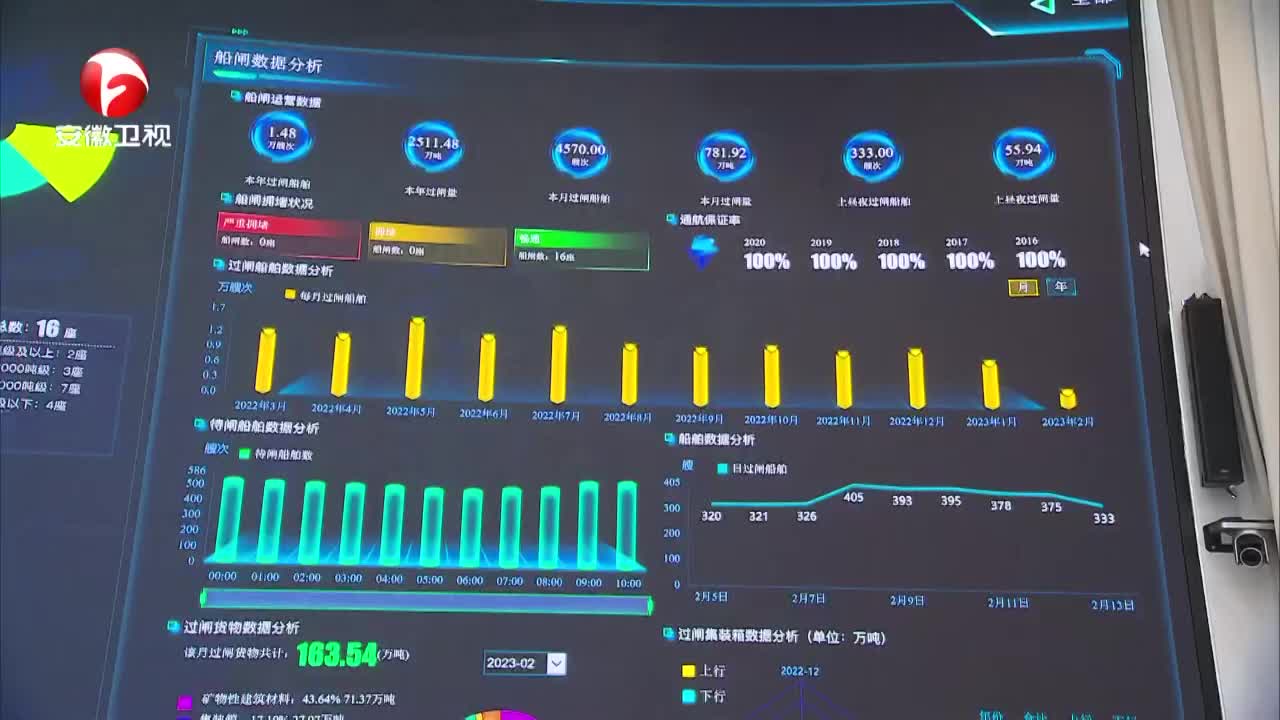 全部
安徽卫视
船闸数据分析
船闸运营数据
1.48 万艘次
2511.48 万吨
4570.00 艘次
781.92 万吨
333.00 艘次
55.94 万吨
本年过闸船舶
本年过闸量
本月过闸船舶
本月过闸量
上昼夜过闸船舶
上昼夜过闸量
船闸拥堵状况
严重拥堵
船闸数: 0座
拥堵
船闸数: 0座
畅通
船闸数: 16座
通航保证率
2020 2019 2018 2017 2016
100% 100% 100% 100% 100%
月 年
过闸船舶数据分析
万艘次
每月过闸船舶
1.7
1.2
0.9
0.6
0.3
0.0
2022年3月 2022年4月 2022年5月 2022年6月 2022年7月 2022年8月 2022年9月 2022年10月 2022年11月 2022年12月 2023年1月 2023年2月
总数: 16 座
级及以上: 2座
000吨级: 3座
000吨级: 7座
级以下: 4座
待闸船舶数据分析
艘次
待闸船舶数
586
500
400
300
200
100
0
00:00 01:00 02:00 03:00 04:00 05:00 06:00 07:00 08:00 09:00 10:00
船舶数据分析
艘
日过闸船舶
405
300
200
100
0
320 321 326 405 393 395 378 375 333
2月5日 2月7日 2月9日 2月11日 2月13日
过闸货物数据分析
该月过闸货物共计: 163.54(万吨)
2023-02
矿物性建筑材料: 43.64% 71.37万吨
过闸集装箱数据分析 (单位: 万吨)
上行
下行
2022-12